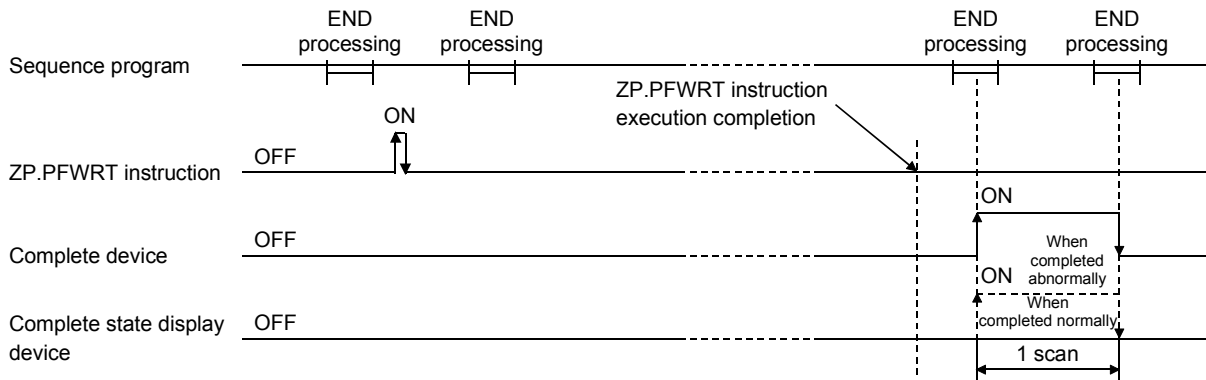 END
processing
END
processing
END
processing
END
processing
Sequence program
ZP.PFWRT instruction
execution completion
ON
OFF
ZP.PFWRT instruction
ON
OFF
Complete device
When
completed
abnormally
ON
When
completed normally
OFF
Complete state display
device
1 scan